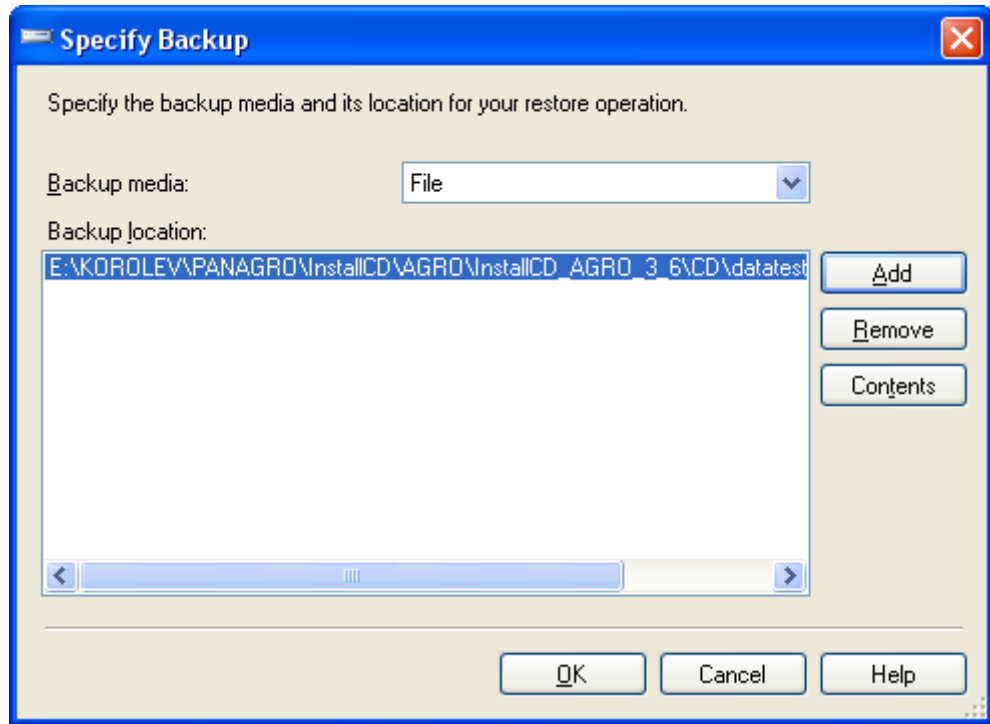 Specify Backup
Specify the backup media and its location for your restore operation.
Backup media:
File
Backup location:
E:\KOROLEV\PANAGRO\InstallCD\AGRO\InstallCD_AGRO_3_6\CD\datatest
Add
Remove
Contents
OK
Cancel
Help